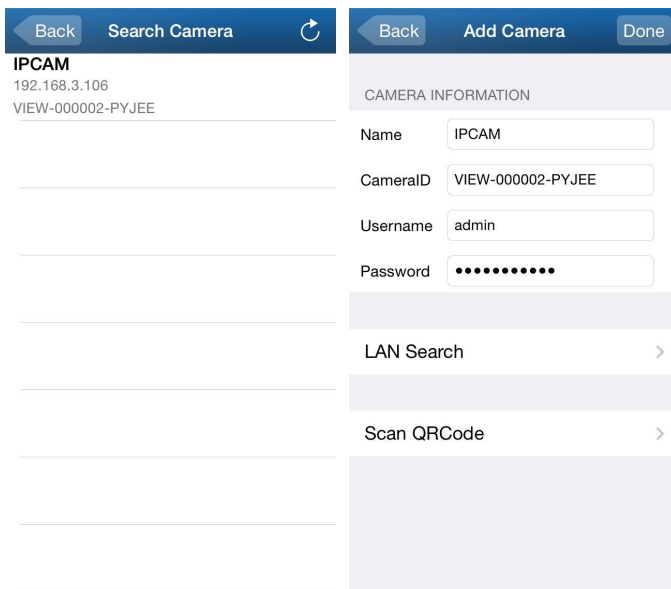 Back Search Camera
IPCAM
192.168.3.106
VIEW-000002-PYJEE
Back Add Camera Done
CAMERA INFORMATION
Name IPCAM
CameraID VIEW-000002-PYJEE
Username admin
Password •••••••••••
LAN Search
Scan QRCode